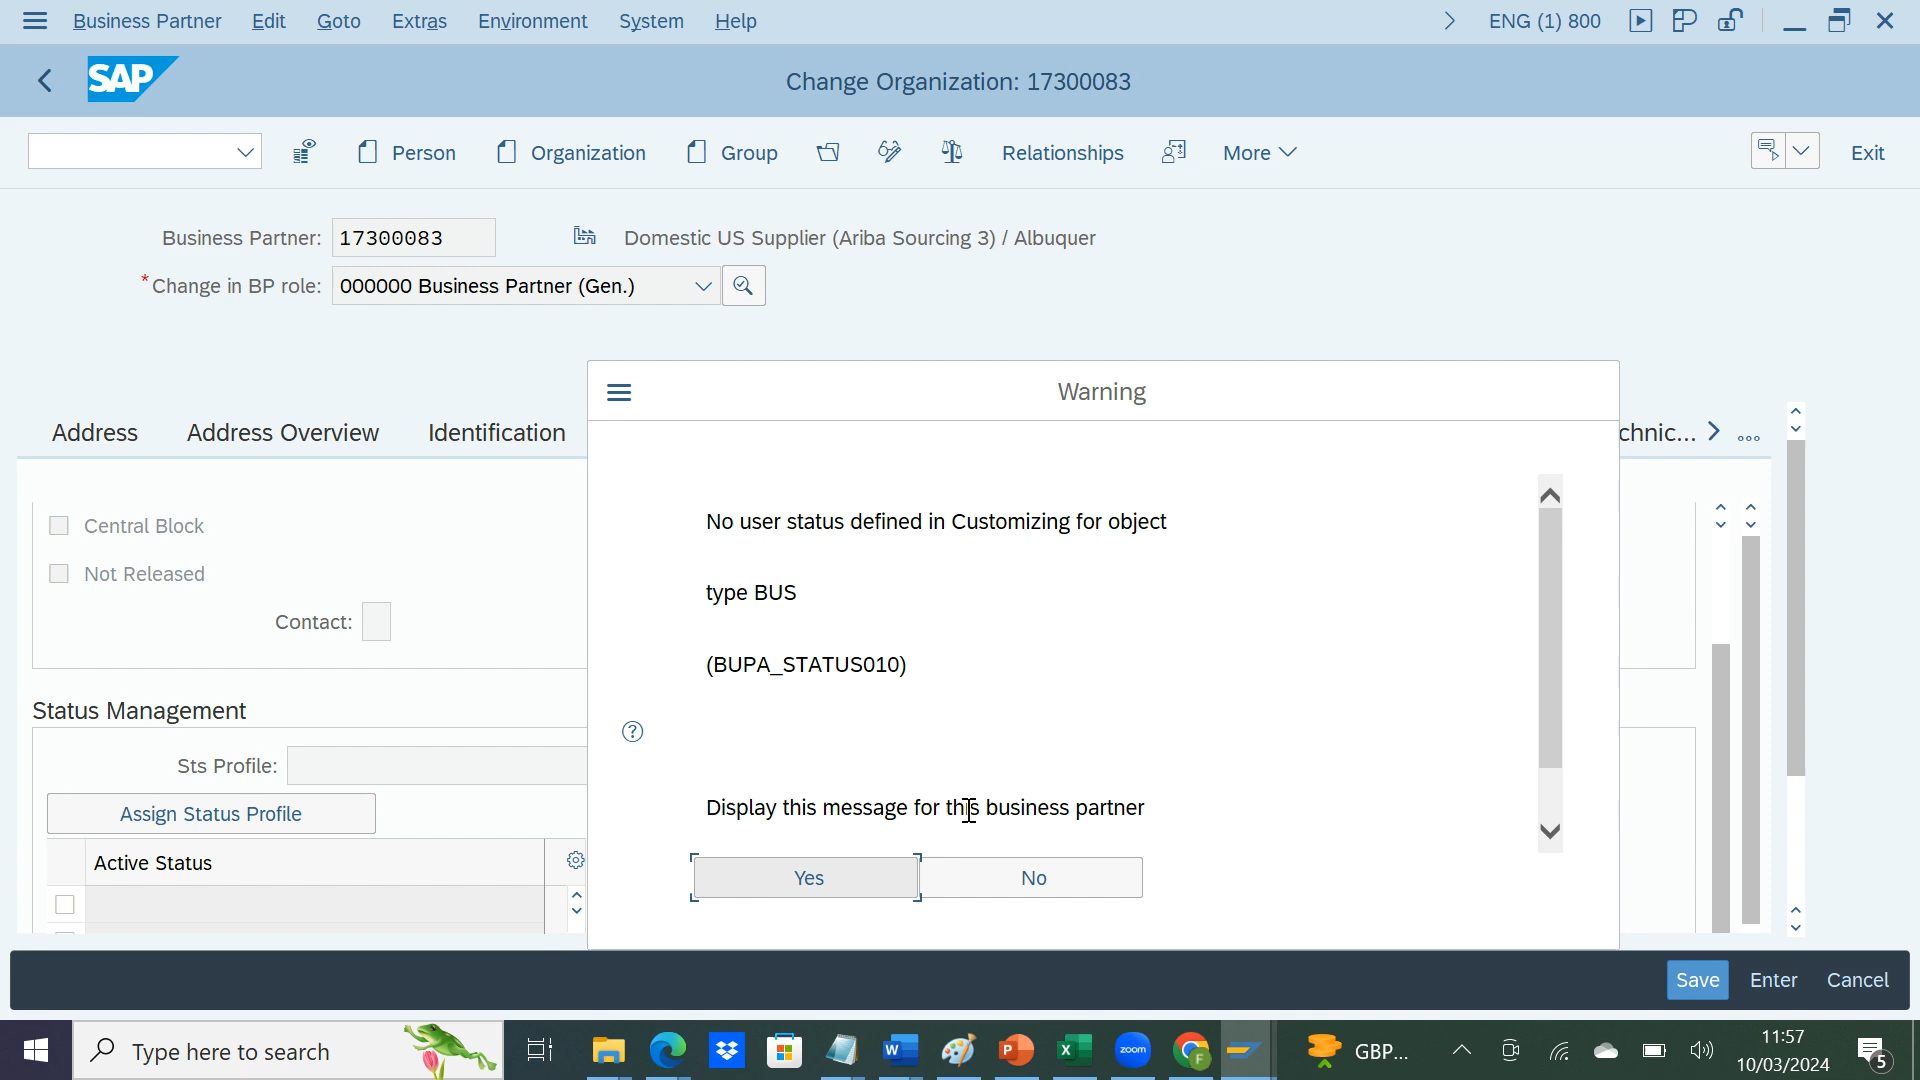 Business Partner Edit Goto Extras Environment System Help ENG (1) 800
SAP Change Organization: 17300083
Person Organization Group Relationships More Exit
Business Partner: 17300083 Domestic US Supplier (Ariba Sourcing 3) / Albuquer
* Change in BP role: 000000 Business Partner (Gen.)
Warning
Address Address Overview Identification chnic...
No user status defined in Customizing for object
Central Block
Not Released
type BUS
Contact:
(BUPA_STATUS010)
Status Management
Sts Profile:
Assign Status Profile
Display this message for this business partner
Active Status
Yes No
Save Enter Cancel
Type here to search
zoom
F
GBP...
11:57
10/03/2024
5